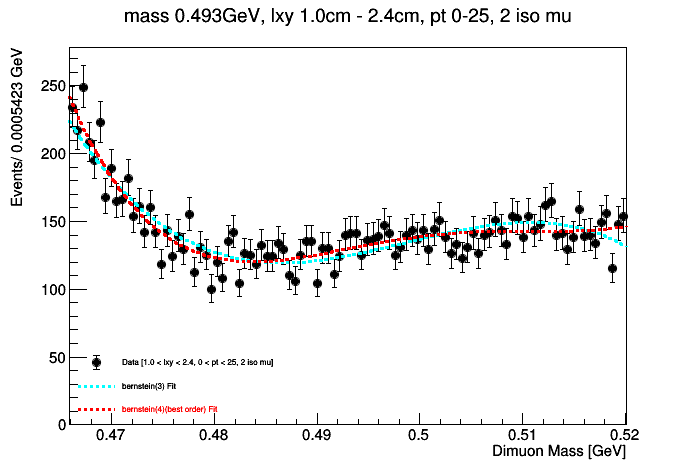 mass 0.493GeV, lxy 1.0cm - 2.4cm, pt 0-25, 2 iso mu
Events/ 0.0005423 GeV
250
200
150
100
50
0
Data [1.0 < lxy < 2.4, 0 < pt < 25, 2 iso mu]
bernstein(3) Fit
bernstein(4)(best order) Fit
0.47 0.48 0.49 0.5 0.51 0.52
Dimuon Mass [GeV]